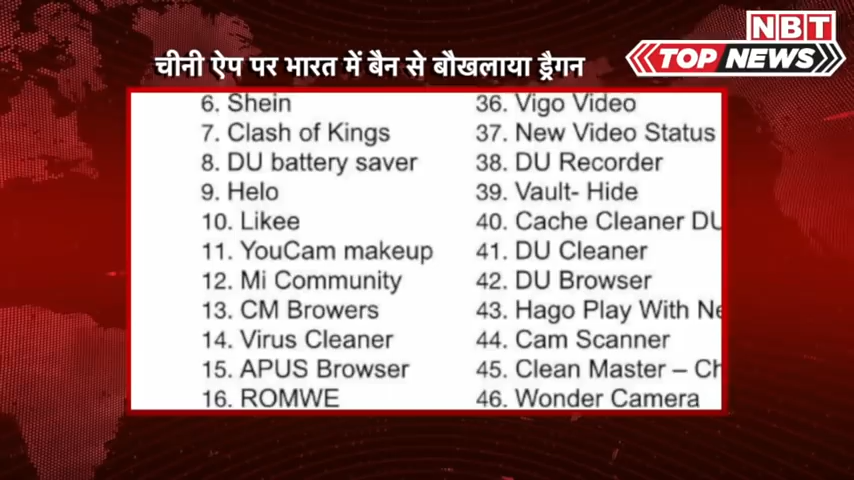 NBT
TOP NEWS
चीनी ऐप पर भारत में बैन से बौखलाया ड्रैगन
6. Shein
7. Clash of Kings
8. DU battery saver
9. Helo
10. Likee
11. YouCam makeup
12. Mi Community
13. CM Browers
14. Virus Cleaner
15. APUS Browser
16. ROMWE
36. Vigo Video
37. New Video Status
38. DU Recorder
39. Vault- Hide
40. Cache Cleaner DU
41. DU Cleaner
42. DU Browser
43. Hago Play With Ne
44. Cam Scanner
45. Clean Master – Ch
46. Wonder Camera